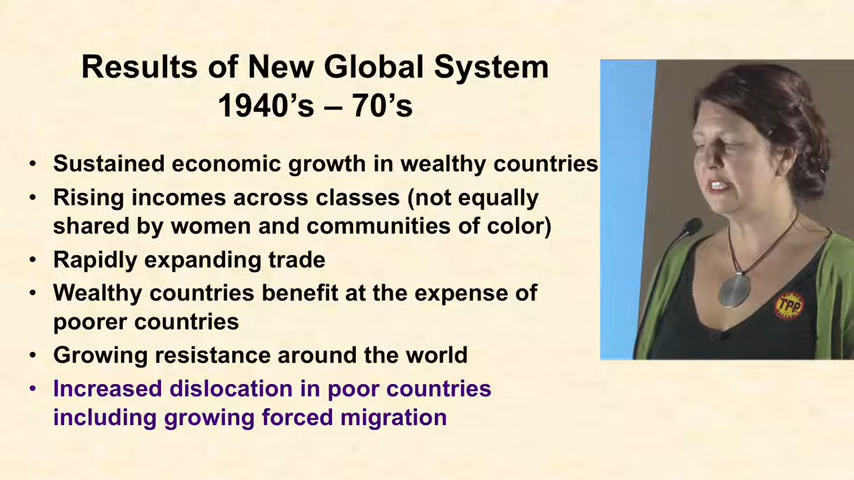 Results of New Global System
1940’s – 70’s
• Sustained economic growth in wealthy countries
• Rising incomes across classes (not equally
shared by women and communities of color)
• Rapidly expanding trade
• Wealthy countries benefit at the expense of
poorer countries
• Growing resistance around the world
• Increased dislocation in poor countries
including growing forced migration
TPP